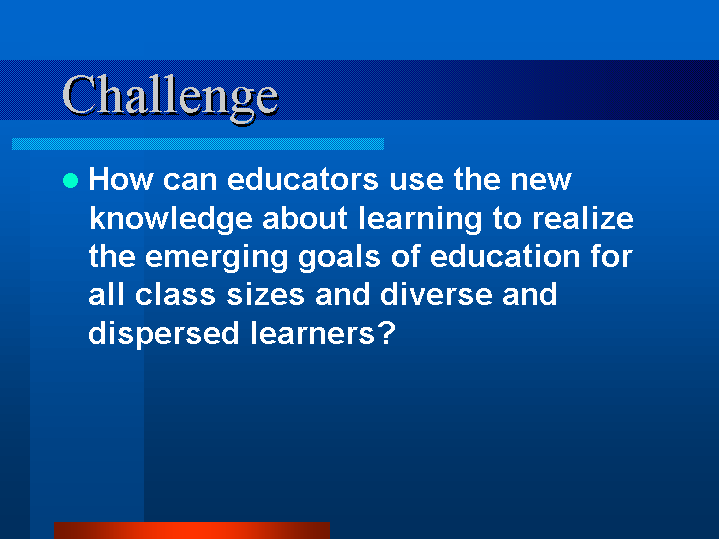 Challenge
How can educators use the new
knowledge about learning to realize
the emerging goals of education for
all class sizes and diverse and
dispersed learners?